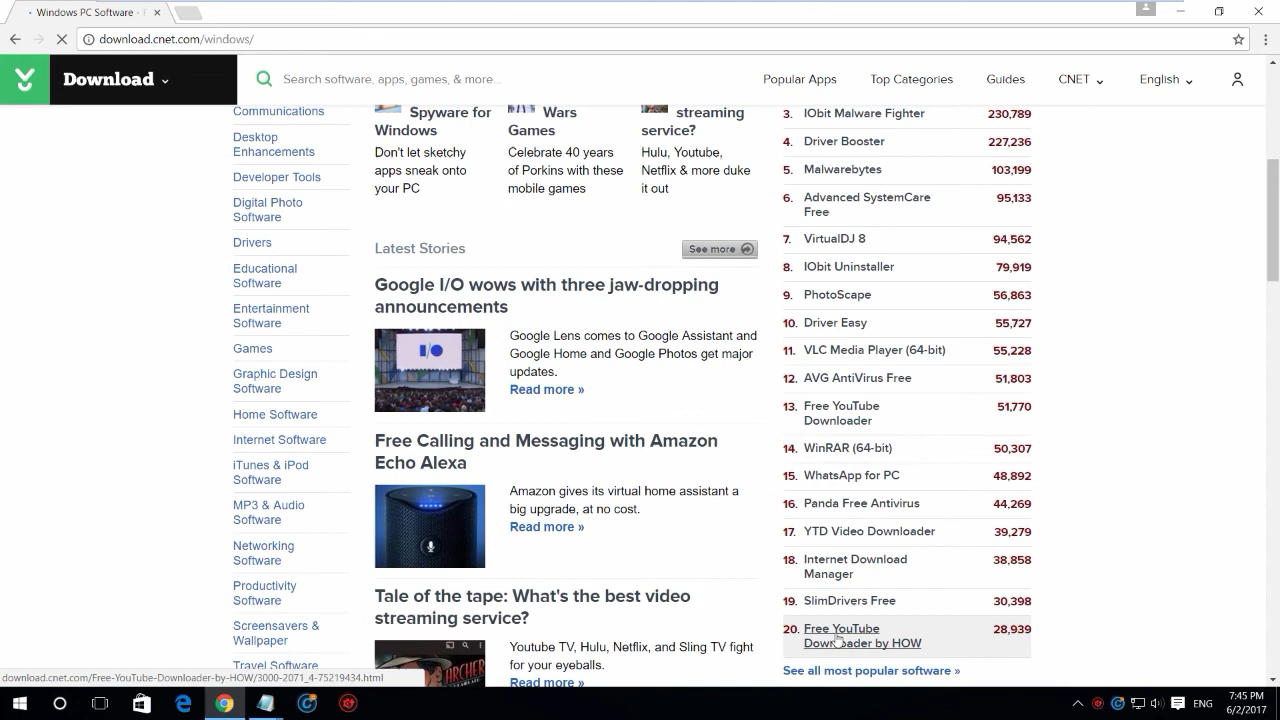 Windows PC Software - F
download.cnet.com/windows/
Download
Search software, apps, games, & more...
Popular Apps
Top Categories
Guides
CNET
English
Communications
Desktop
Enhancements
Developer Tools
Digital Photo
Software
Drivers
Educational
Software
Entertainment
Software
Games
Graphic Design
Software
Home Software
Internet Software
iTunes & iPod
Software
MP3 & Audio
Software
Networking
Software
Productivity
Software
Screensavers &
Wallpaper
Travel Software
Spyware for
Windows
Don't let sketchy
apps sneak onto
your PC
Wars
Games
Celebrate 40 years
of Porkins with these
mobile games
streaming
service?
Hulu, Youtube,
Netflix & more duke
it out
Latest Stories
See more
Google I/O wows with three jaw-dropping
announcements
I/O
Google Lens comes to Google Assistant and
Google Home and Google Photos get major
updates.
Read more »
Free Calling and Messaging with Amazon
Echo Alexa
Amazon gives its virtual home assistant a
big upgrade, at no cost.
Read more »
Tale of the tape: What's the best video
streaming service?
ARCHER
YouTube TV, Hulu, Netflix, and Sling TV fight
for your eyeballs.
Read more »
3. IObit Malware Fighter 230,789
4. Driver Booster 227,236
5. Malwarebytes 103,199
6. Advanced SystemCare 95,133
Free
7. VirtualDJ 8 94,562
8. IObit Uninstaller 79,919
9. PhotoScape 56,863
10. Driver Easy 55,727
11. VLC Media Player (64-bit) 55,228
12. AVG AntiVirus Free 51,803
13. Free YouTube 51,770
Downloader
14. WinRAR (64-bit) 50,307
15. WhatsApp for PC 48,892
16. Panda Free Antivirus 44,269
17. YTD Video Downloader 39,279
18. Internet Download 38,858
Manager
19. SlimDrivers Free 30,398
20. Free YouTube 28,939
Downloader by HOW
See all most popular software »
download.cnet.com/Free-YouTube-Downloader-by-HOW/3000-2071_4-75219434.html
ENG
7:45 PM
6/2/2017